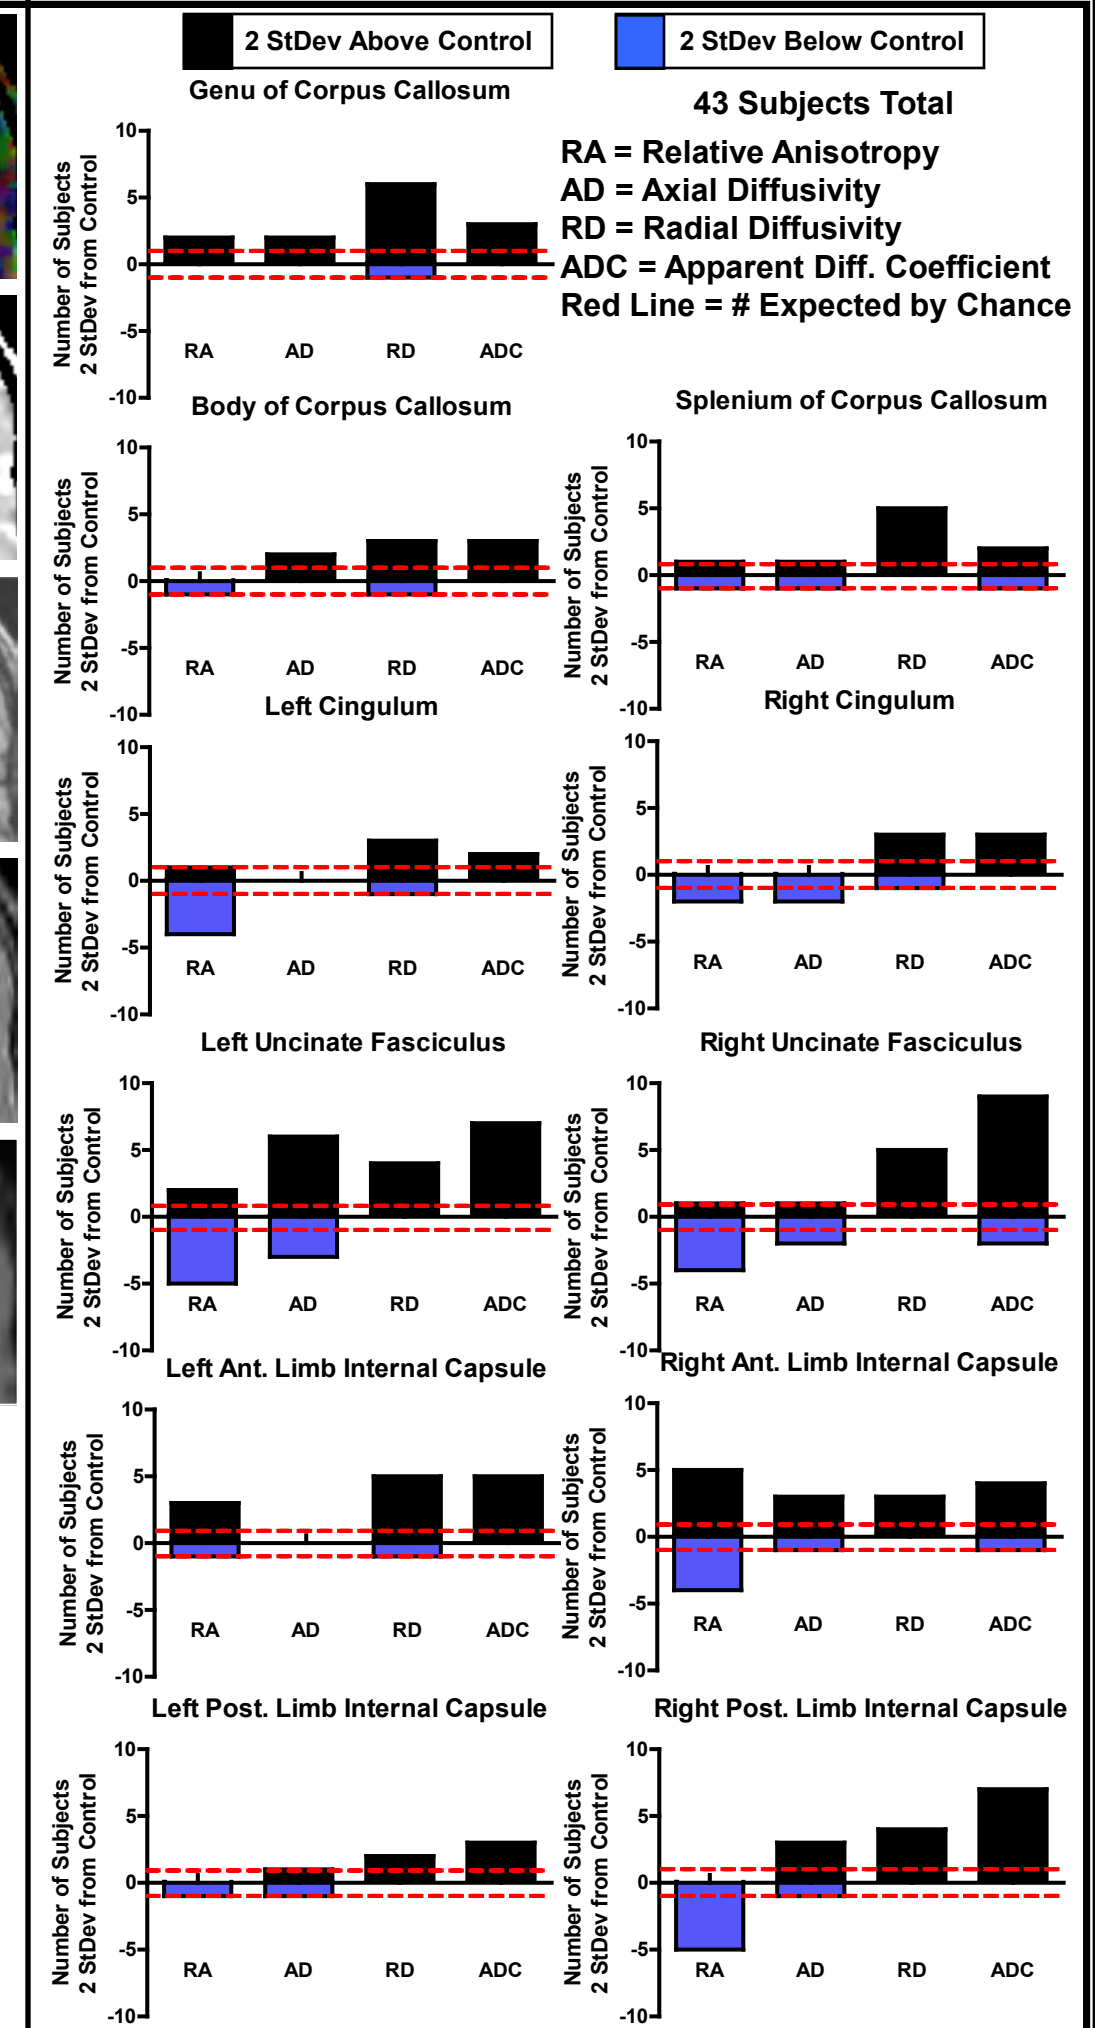 2 StDev Above Control
2 StDev Below Control
43 Subjects Total
RA = Relative Anisotropy
AD = Axial Diffusivity
RD = Radial Diffusivity
ADC = Apparent Diff. Coefficient
Red Line = # Expected by Chance
Genu of Corpus Callosum
Number of Subjects
2 StDev from Control
10
5
0
-5
-10
RA AD RD ADC
Body of Corpus Callosum
Number of Subjects
2 StDev from Control
10
5
0
-5
-10
RA AD RD ADC
Splenium of Corpus Callosum
Number of Subjects
2 StDev from Control
10
5
0
-5
-10
RA AD RD ADC
Left Cingulum
Number of Subjects
2 StDev from Control
10
5
0
-5
-10
RA AD RD ADC
Right Cingulum
Number of Subjects
2 StDev from Control
10
5
0
-5
-10
RA AD RD ADC
Left Uncinate Fasciculus
Number of Subjects
2 StDev from Control
10
5
0
-5
-10
RA AD RD ADC
Right Uncinate Fasciculus
Number of Subjects
2 StDev from Control
10
5
0
-5
-10
RA AD RD ADC
Left Ant. Limb Internal Capsule
Number of Subjects
2 StDev from Control
10
5
0
-5
-10
RA AD RD ADC
Right Ant. Limb Internal Capsule
Number of Subjects
2 StDev from Control
10
5
0
-5
-10
RA AD RD ADC
Left Post. Limb Internal Capsule
Number of Subjects
2 StDev from Control
10
5
0
-5
-10
RA AD RD ADC
Right Post. Limb Internal Capsule
Number of Subjects
2 StDev from Control
10
5
0
-5
-10
RA AD RD ADC